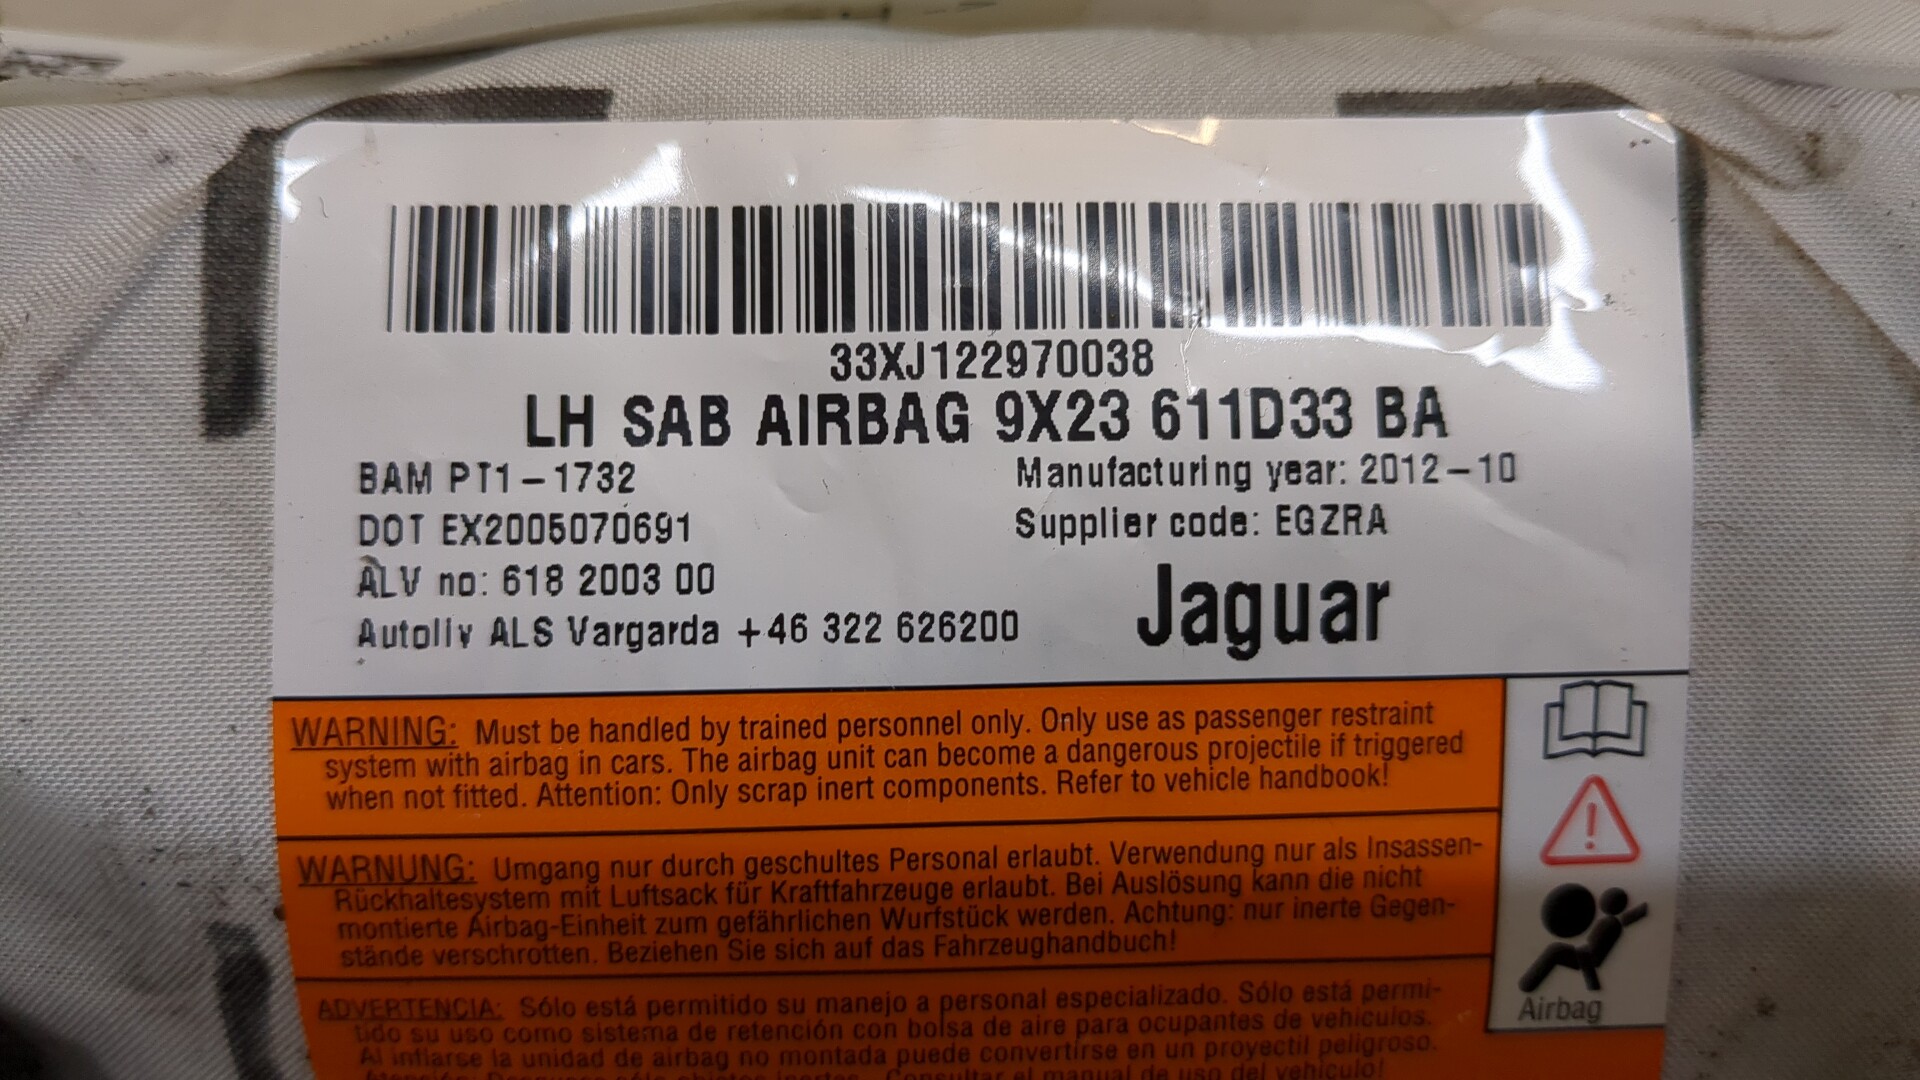 33XJ122970038
LH SAB AIRBAG 9X23 611D33 BA
BAM PT1-1732
Manufacturing year: 2012-10
DOT EX2005070691
Supplier code: EGZRA
ALV no: 618 2003 00
Autoliv ALS Vargarda +46 322 626200
Jaguar
WARNING: Must be handled by trained personnel only. Only use as passenger restraint
system with airbag in cars. The airbag unit can become a dangerous projectile if triggered
when not fitted. Attention: Only scrap inert components. Refer to vehicle handbook!
WARNUNG: Umgang nur durch geschultes Personal erlaubt. Verwendung nur als Insassen-
Rückhaltesystem mit Luftsack für Kraftfahrzeuge erlaubt. Bei Auslösung kann die nicht
montierte Airbag-Einheit zum gefährlichen Wurfstück werden. Achtung: nur inerte Gegen-
stände verschrotten. Beziehen Sie sich auf das Fahrzeughandbuch!
Airbag
ADVERTENCIA: Sólo está permitido su manejo a personal especializado. Sólo está permi-
tido su uso como sistema de retención con bolsa de aire para ocupantes de vehículos.
Al inflarse la unidad de airbag no montada puede convertirse en un proyectil peligroso.
Consultar el manual de uso del vehículo!